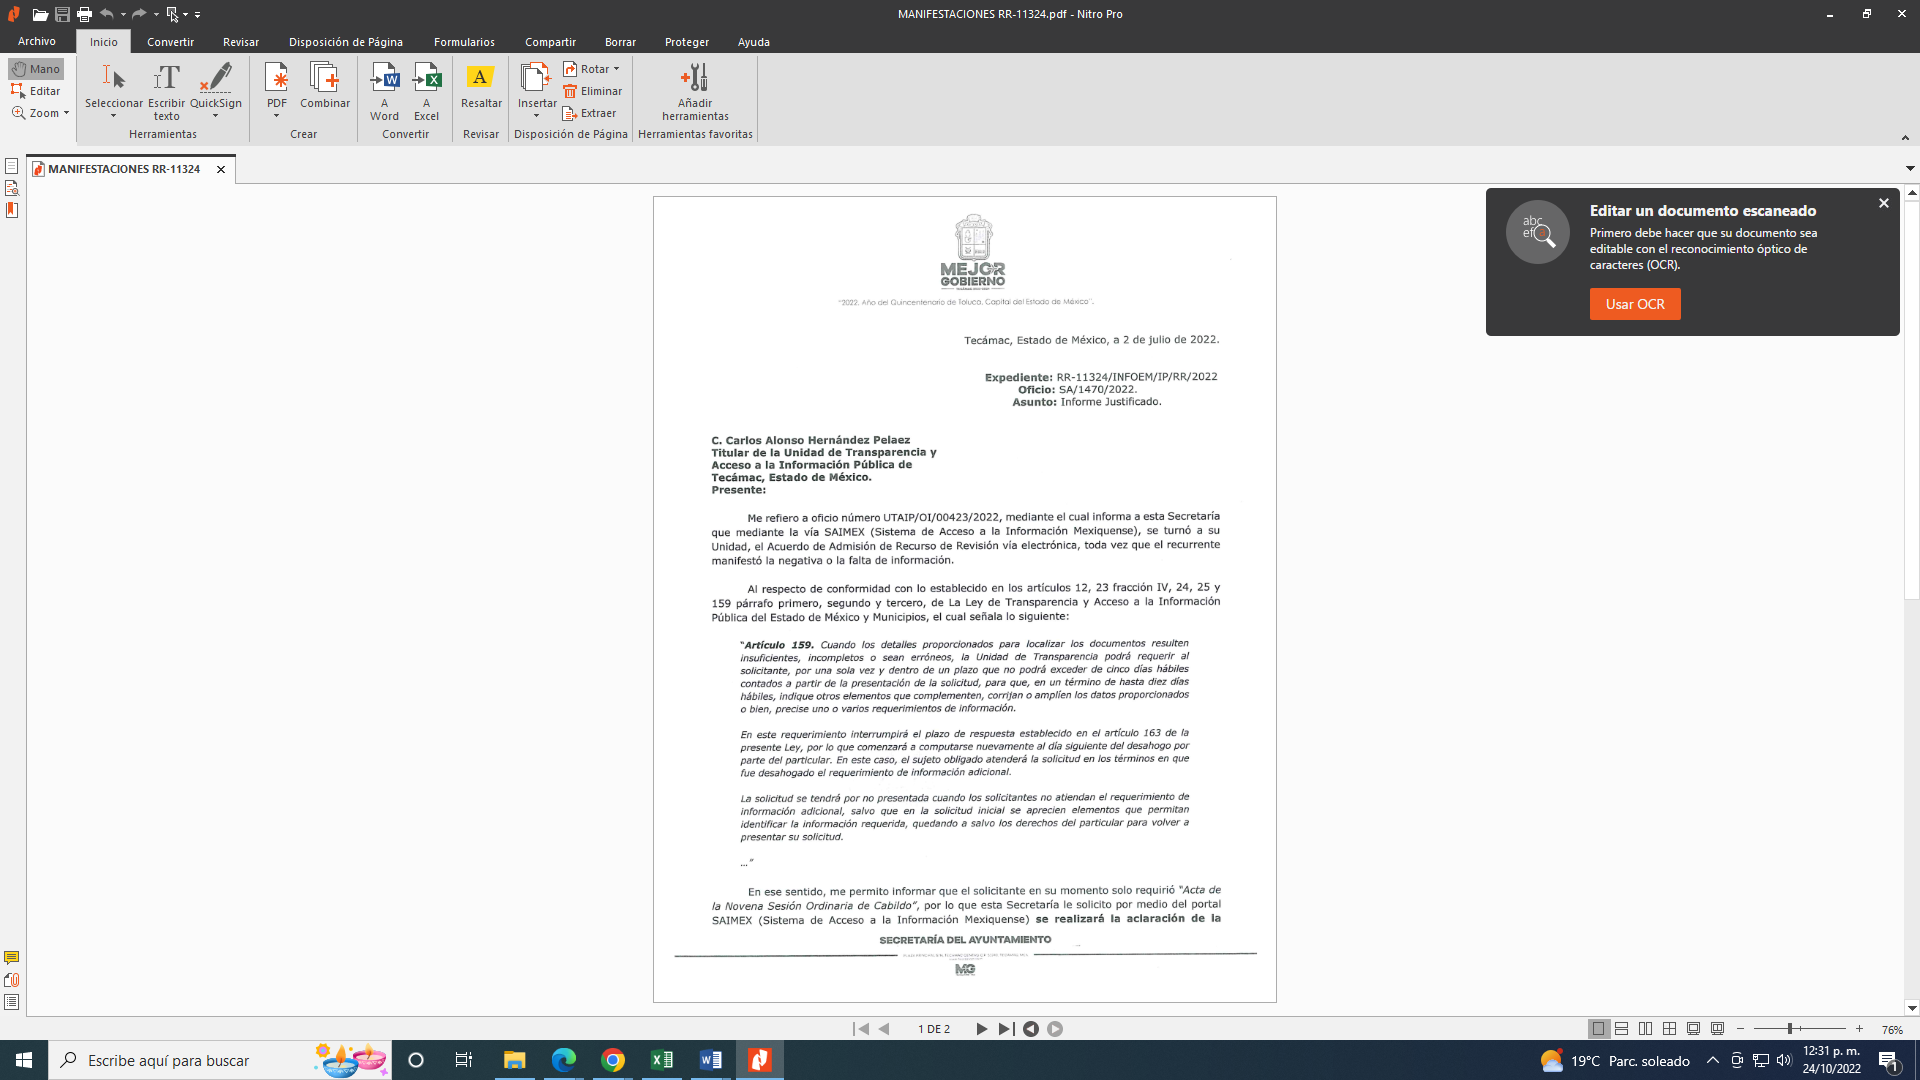 MANIFESTACIONES RR-11324.pdf - Nitro Pro
Archivo Inicio Convertir Revisar Disposición de Página Formularios Compartir Borrar Proteger Ayuda
Mano
Editar
Zoom
Seleccionar
Escribir texto
QuickSign
Herramientas
PDF
Combinar
Crear
A Word
A Excel
Convertir
Resaltar
Revisar
Insertar
Rotar
Eliminar
Extraer
Disposición de Página
Añadir herramientas
Herramientas favoritas
MANIFESTACIONES RR-11324
abc
ef a
Editar un documento escaneado
Primero debe hacer que su documento sea
editable con el reconocimiento óptico de
caracteres (OCR).
Usar OCR
MEJOR
GOBIERNO
"2022. Año del Quincentenario de Toluca, Capital del Estado de México".
Tecámac, Estado de México, a 2 de julio de 2022.
Expediente: RR-11324/INFOEM/IP/RR/2022
Oficio: SA/1470/2022.
Asunto: Informe Justificado.
C. Carlos Alonso Hernández Pelaez
Titular de la Unidad de Transparencia y
Acceso a la Información Pública de
Tecámac, Estado de México.
Presente:
Me refiero a oficio número UTAIP/OI/00423/2022, mediante el cual informa a esta Secretaría
que mediante la vía SAIMEX (Sistema de Acceso a la Información Mexiquense), se turnó a su
Unidad, el Acuerdo de Admisión de Recurso de Revisión vía electrónica, toda vez que el recurrente
manifestó la negativa o la falta de información.
Al respecto de conformidad con lo establecido en los artículos 12, 23 fracción IV, 24, 25 y
159 párrafo primero, segundo y tercero, de La Ley de Transparencia y Acceso a la Información
Pública del Estado de México y Municipios, el cual señala lo siguiente:
"Artículo 159. Cuando los detalles proporcionados para localizar los documentos resulten
insuficientes, incompletos o sean erróneos, la Unidad de Transparencia podrá requerir al
solicitante, por una sola vez y dentro de un plazo que no podrá exceder de cinco días hábiles
contados a partir de la presentación de la solicitud, para que, en un término de hasta diez días
hábiles, indique otros elementos que complementen, corrijan o amplíen los datos proporcionados
o bien, precise uno o varios requerimientos de información.
En este requerimiento interrumpirá el plazo de respuesta establecido en el artículo 163 de la
presente Ley, por lo que comenzará a computarse nuevamente al día siguiente del desahogo por
parte del particular. En este caso, el sujeto obligado atenderá la solicitud en los términos en que
fue desahogado el requerimiento de información adicional.
La solicitud se tendrá por no presentada cuando los solicitantes no atiendan el requerimiento de
información adicional, salvo que en la solicitud inicial se aprecien elementos que permitan
identificar la información requerida, quedando a salvo los derechos del particular para volver a
presentar su solicitud.
..."
En ese sentido, me permito informar que el solicitante en su momento solo requirió "Acta de
la Novena Sesión Ordinaria de Cabildo", por lo que esta Secretaría le solicito por medio del portal
SAIMEX (Sistema de Acceso a la Información Mexiquense) se realizará la aclaración de la
SECRETARÍA DEL AYUNTAMIENTO
MG
1 DE 2
76%
Escribe aquí para buscar
19°C Parc. soleado
12:31 p. m.
24/10/2022
1